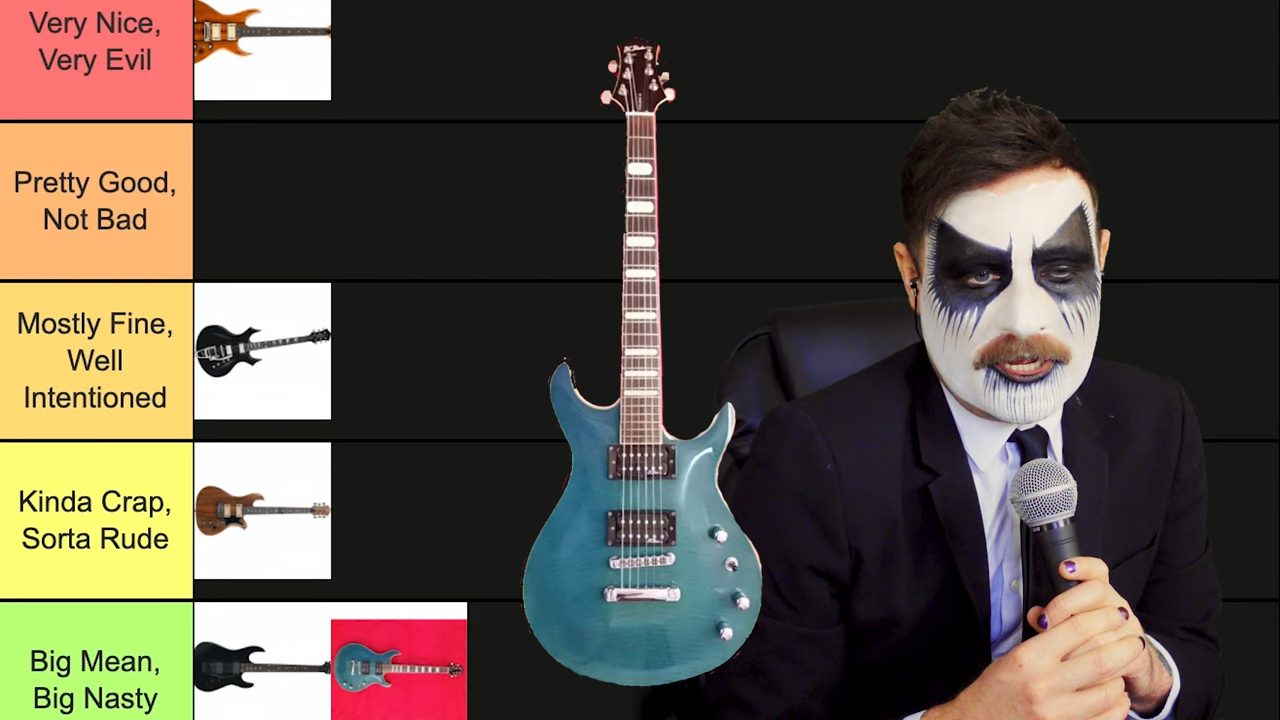 Very Nice,
Very Evil
Pretty Good,
Not Bad
Mostly Fine,
Well
Intentioned
Kinda Crap,
Sorta Rude
Big Mean,
Big Nasty